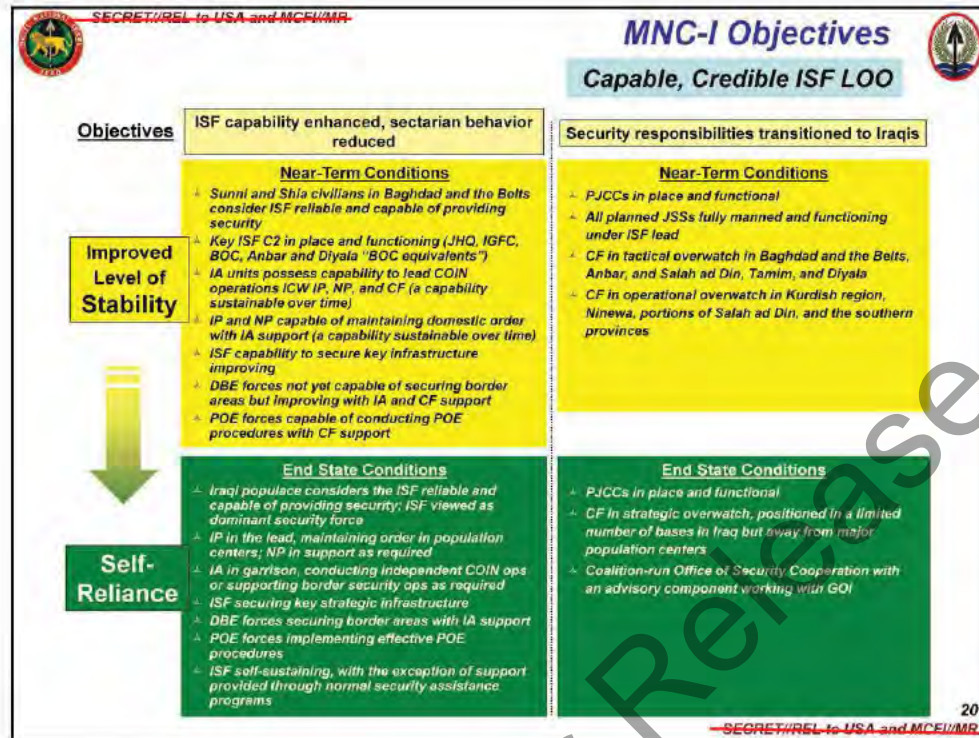 SECRET//REL to USA and MCFI//MR
MNC-I Objectives
Capable, Credible ISF LOO
Objectives
ISF capability enhanced, sectarian behavior
reduced
Security responsibilities transitioned to Iraqis
Improved
Level of
Stability
Near-Term Conditions
Sunni and Shia civilians in Baghdad and the Belts
consider ISF reliable and capable of providing
security
Key ISF C2 in place and functioning (JHQ, IGFC,
BOC, Anbar and Diyala "BOC equivalents")
IA units possess capability to lead COIN
operations ICW IP, NP, and CF (a capability
sustainable over time)
IP and NP capable of maintaining domestic order
with IA support (a capability sustainable over time)
ISF capability to secure key infrastructure
improving
DBE forces not yet capable of securing border
areas but improving with IA and CF support
POE forces capable of conducting POE
procedures with CF support
Near-Term Conditions
PJCCs in place and functional
All planned JSSs fully manned and functioning
under ISF lead
CF in tactical overwatch in Baghdad and the Belts,
Anbar, and Salah ad Din, Tamim, and Diyala
CF in operational overwatch in Kurdish region,
Ninewa, portions of Salah ad Din, and the southern
provinces
Self-
Reliance
End State Conditions
Iraqi populace considers the ISF reliable and
capable of providing security; ISF viewed as
dominant security force
IP in the lead, maintaining order in population
centers; NP in support as required
IA in garrison, conducting independent COIN ops
or supporting border security ops as required
ISF securing key strategic infrastructure
DBE forces securing border areas with IA support
POE forces implementing effective POE
procedures
ISF self-sustaining, with the exception of support
provided through normal security assistance
programs
End State Conditions
PJCCs in place and functional
CF in strategic overwatch, positioned in a limited
number of bases in Iraq but away from major
population centers
Coalition-run Office of Security Cooperation with
an advisory component working with GOI
Release
20
SECRET//REL to USA and MCFI//MR